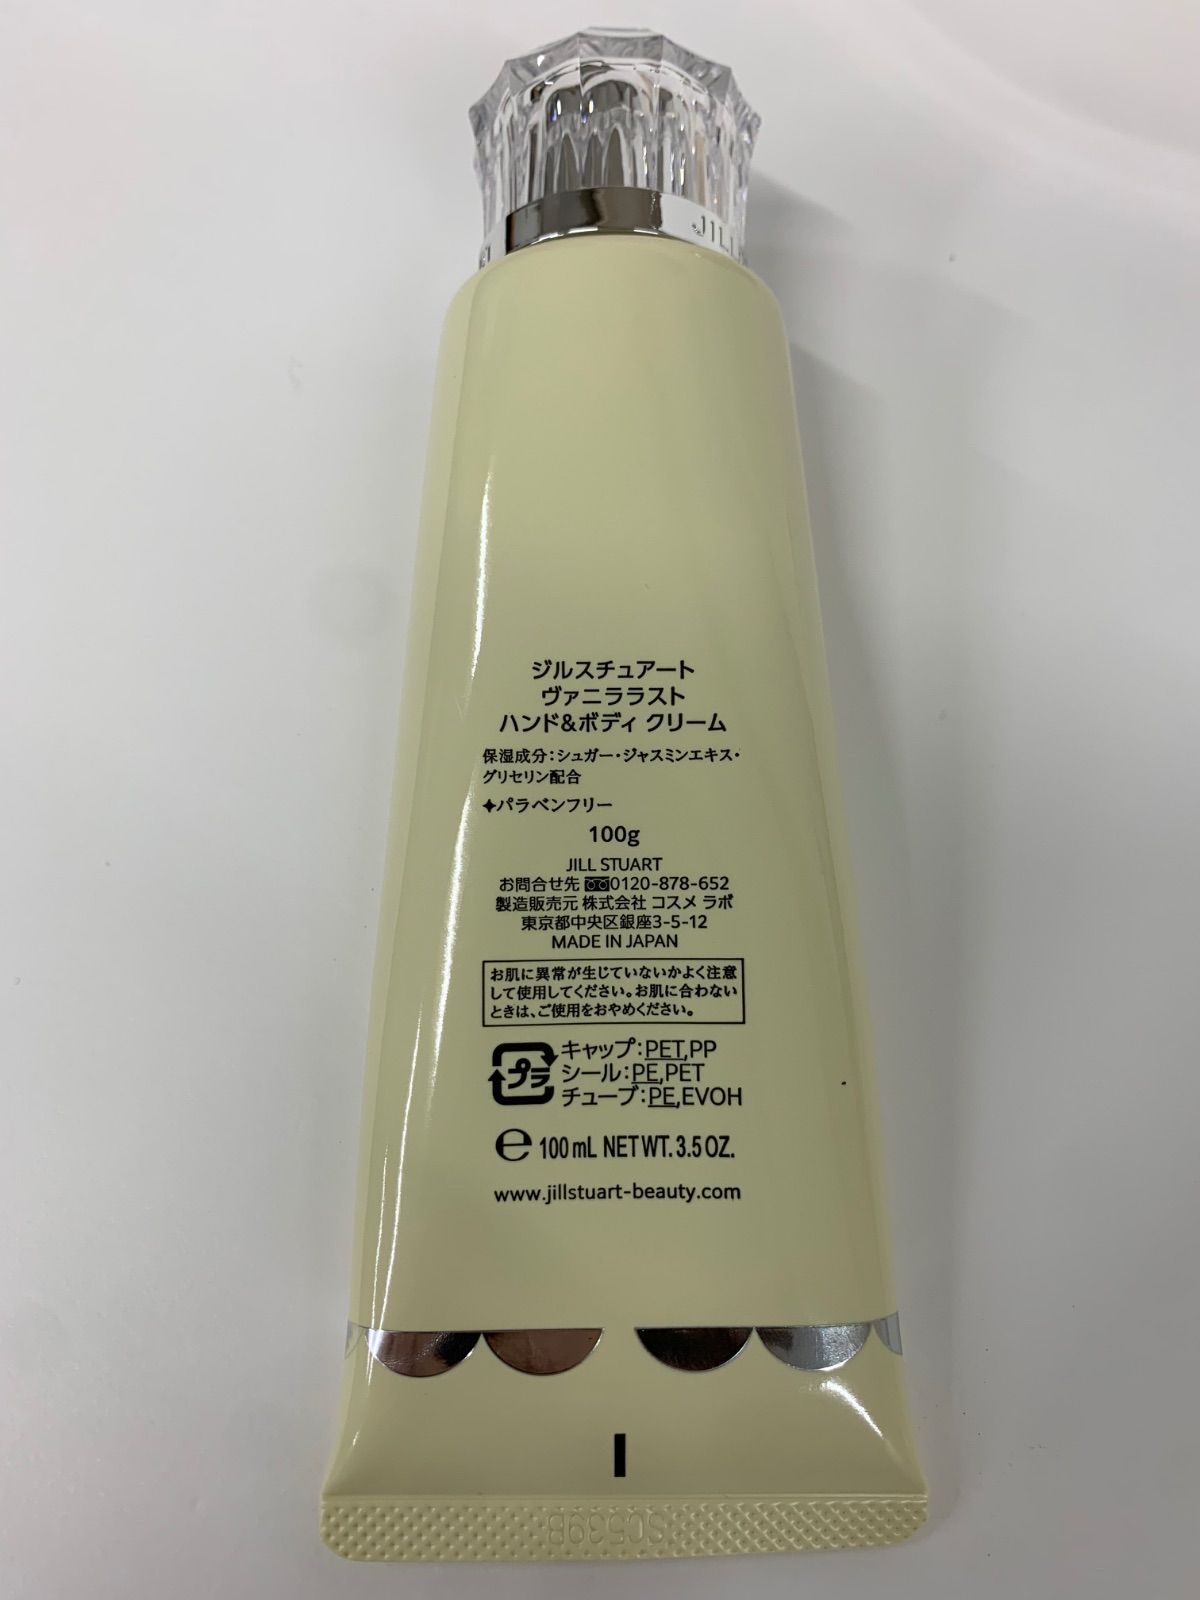 JILL
ジルスチュアート
ヴァニララスト
ハンド&ボディ クリーム
保湿成分:シュガー・ジャスミンエキス・
グリセリン配合
✦パラベンフリー
100g
JILL STUART
お問合せ先 0120-878-652
製造販売元 株式会社 コスメ ラボ
東京都中央区銀座3-5-12
MADE IN JAPAN
お肌に異常が生じていないかよく注意
して使用してください。お肌に合わない
ときは、ご使用をおやめください。
プラ
キャップ:PET,PP
シール:PE,PET
チューブ:PE,EVOH
℮ 100 mL NET WT. 3.5 OZ.
www.jillstuart-beauty.com